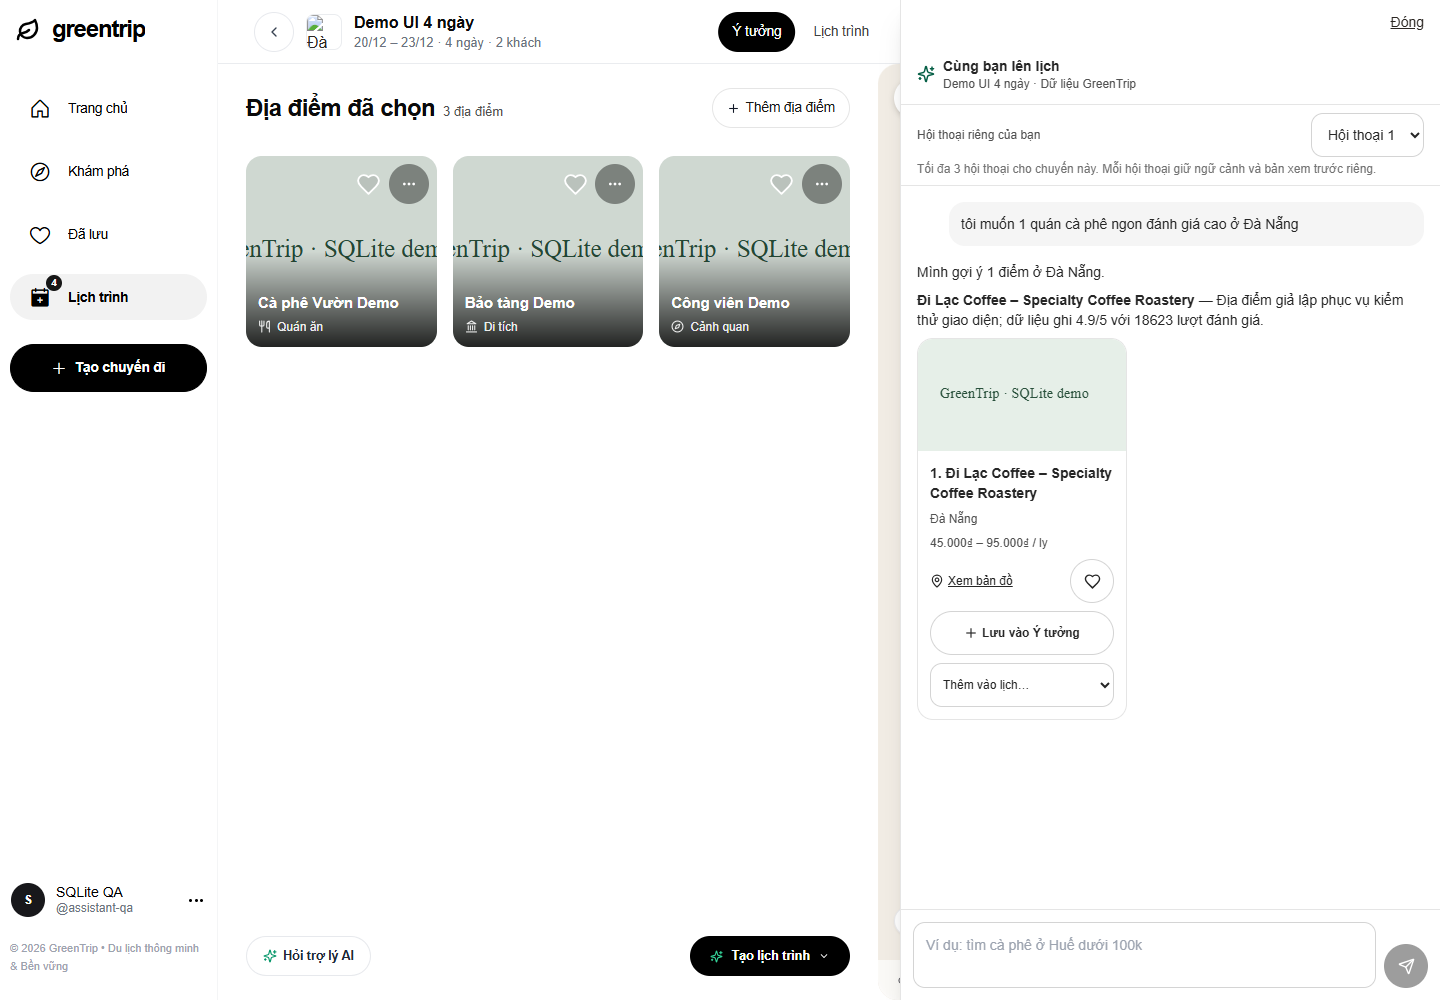 greentrip
Trang chủ
Khám phá
Đã lưu
4
Lịch trình
Tạo chuyến đi
S
SQLite QA
@assistant-qa
© 2026 GreenTrip • Du lịch thông minh
& Bền vững
Đà
Demo UI 4 ngày
20/12 – 23/12 · 4 ngày · 2 khách
Ý tưởng
Lịch trình
Địa điểm đã chọn
3 địa điểm
Thêm địa điểm
enTrip · SQLite dem
Cà phê Vườn Demo
Quán ăn
enTrip · SQLite dem
Bảo tàng Demo
Di tích
enTrip · SQLite dem
Công viên Demo
Cảnh quan
Hỏi trợ lý AI
Tạo lịch trình
Đóng
Cùng bạn lên lịch
Demo UI 4 ngày · Dữ liệu GreenTrip
Hội thoại riêng của bạn
Hội thoại 1
Tối đa 3 hội thoại cho chuyến này. Mỗi hội thoại giữ ngữ cảnh và bản xem trước riêng.
tôi muốn 1 quán cà phê ngon đánh giá cao ở Đà Nẵng
Mình gợi ý 1 điểm ở Đà Nẵng.
Đi Lạc Coffee – Specialty Coffee Roastery — Địa điểm giả lập phục vụ kiểm
thử giao diện; dữ liệu ghi 4.9/5 với 18623 lượt đánh giá.
GreenTrip · SQLite demo
1. Đi Lạc Coffee – Specialty
Coffee Roastery
Đà Nẵng
45.000₫ – 95.000₫ / ly
Xem bản đồ
Lưu vào Ý tưởng
Thêm vào lịch...
Ví dụ: tìm cà phê ở Huế dưới 100k